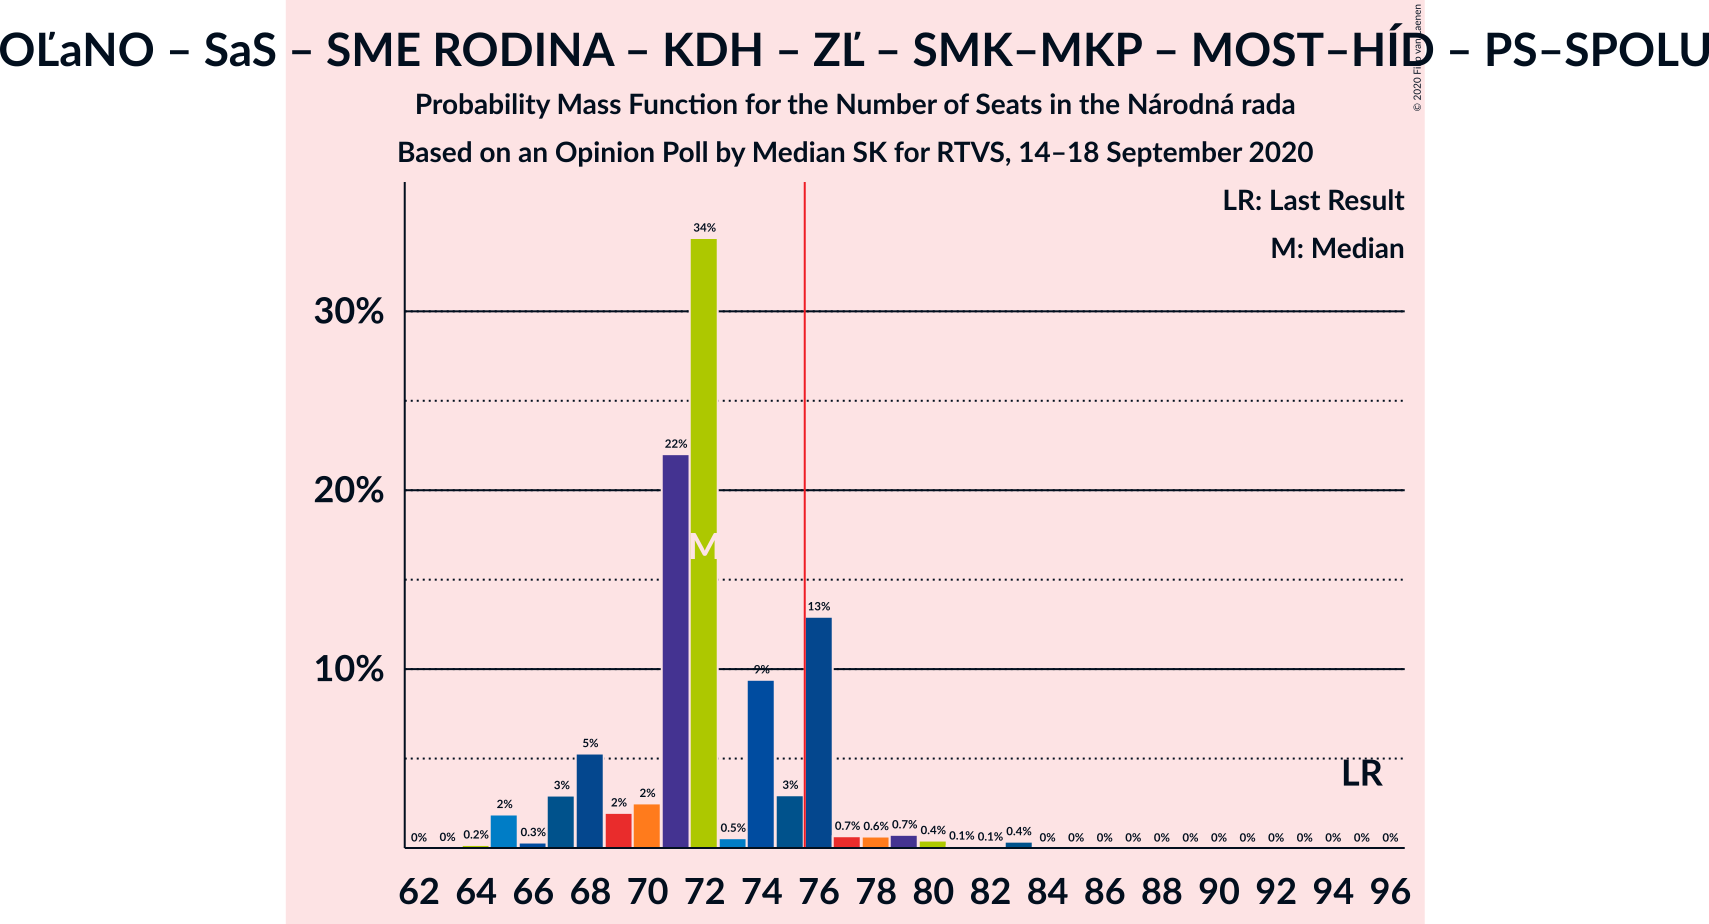 OĽaNO – SaS – SME RODINA – KDH – ZĽ – SMK–MKP – MOST–HÍD – PS–SPOLU
Probability Mass Function for the Number of Seats in the Národná rada
Based on an Opinion Poll by Median SK for RTVS, 14–18 September 2020
© 2020 Filip van Laenen
LR: Last Result
M: Median
34%
30%
22%
20%
M
13%
10%
9%
5%
LR
3% 3%
2% 2% 2%
0% 0% 0.2% 0.3% 0.5% 0.7% 0.6% 0.7% 0.4% 0.1% 0.1% 0.4% 0% 0% 0% 0% 0% 0% 0% 0% 0% 0% 0% 0% 0%
62 64 66 68 70 72 74 76 78 80 82 84 86 88 90 92 94 96